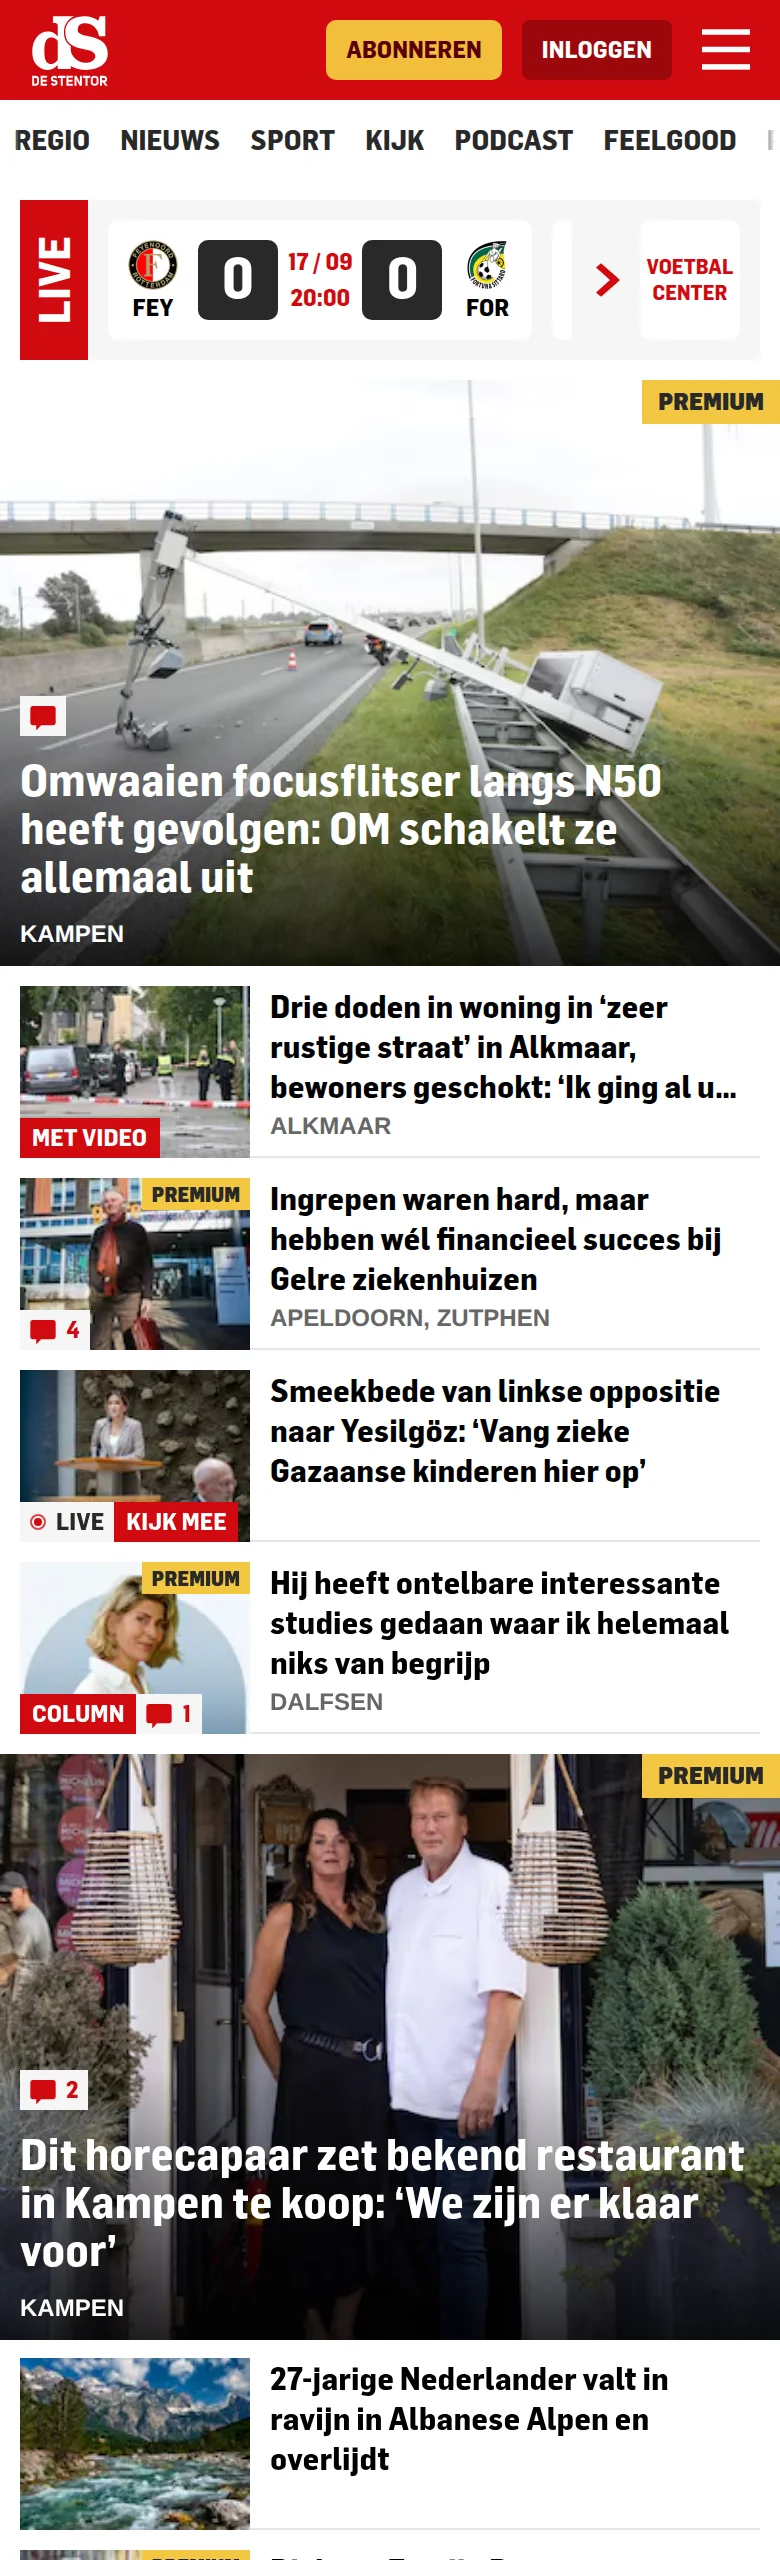 dS
DE STENTOR
ABONNEREN
INLOGGEN
REGIO NIEUWS SPORT KIJK PODCAST FEELGOOD
LIVE
FEY
0
17 / 09
20:00
0
FOR
VOETBAL
CENTER
PREMIUM
Omwaaien focusflitser langs N50
heeft gevolgen: OM schakelt ze
allemaal uit
KAMPEN
MET VIDEO
Drie doden in woning in ‘zeer
rustige straat’ in Alkmaar,
bewoners geschokt: ‘Ik ging al u...
ALKMAAR
PREMIUM
4
Ingrepen waren hard, maar
hebben wél financieel succes bij
Gelre ziekenhuizen
APELDOORN, ZUTPHEN
LIVE
KIJK MEE
Smeekbede van linkse oppositie
naar Yesilgöz: ‘Vang zieke
Gazaanse kinderen hier op’
PREMIUM
COLUMN
1
Hij heeft ontelbare interessante
studies gedaan waar ik helemaal
niks van begrijp
DALFSEN
PREMIUM
2
Dit horecapaar zet bekend restaurant
in Kampen te koop: ‘We zijn er klaar
voor’
KAMPEN
27-jarige Nederlander valt in
ravijn in Albanese Alpen en
overlijdt